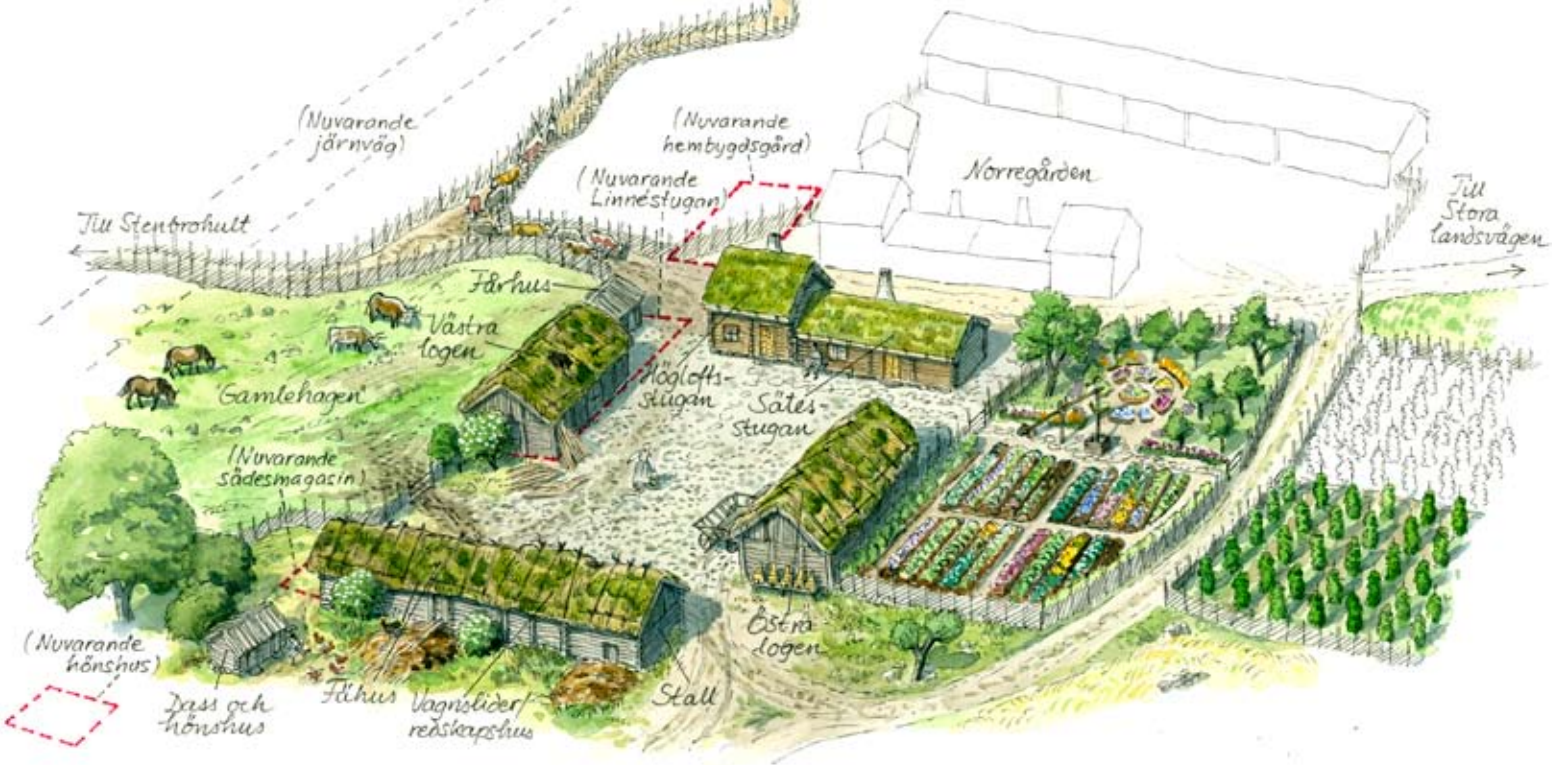 (Nuvarande
järnväg)
(Nuvarande
hembygdsgård)
Norregården
(Nuvarande
Linnéstugan)
Till
Stora
landsvägen
Till Stenbrohult
Fårhus
Västra
logen
Gamlehagen
Höglofts-
stugan
Sätes-
stugan
(Nuvarande
sädesmagasin)
Östra
logen
(Nuvarande
hönshus)
Dass och
hönshus
Fähus
Vagnslider/
redskapshus
Stall